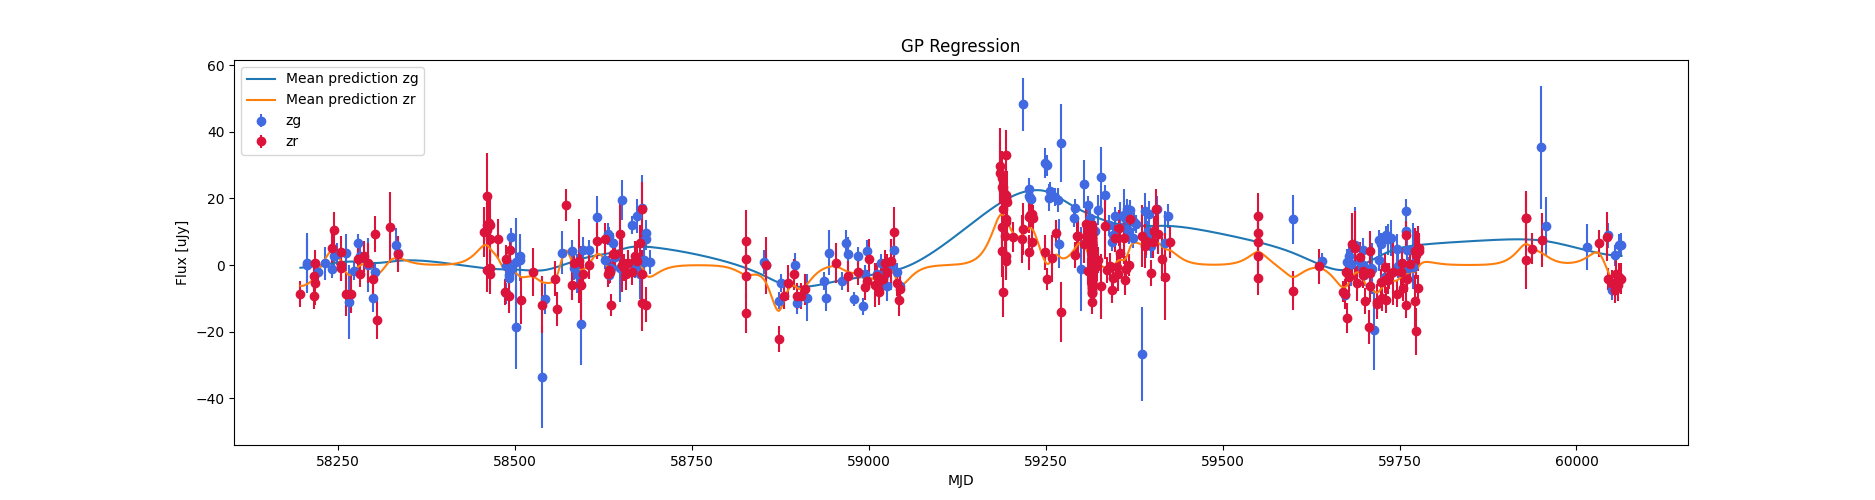 GP Regression
Mean prediction zg
Mean prediction zr
zg
zr
Flux [uJy]
60
40
20
0
−20
−40
58250
58500
58750
59000
59250
59500
59750
60000
MJD